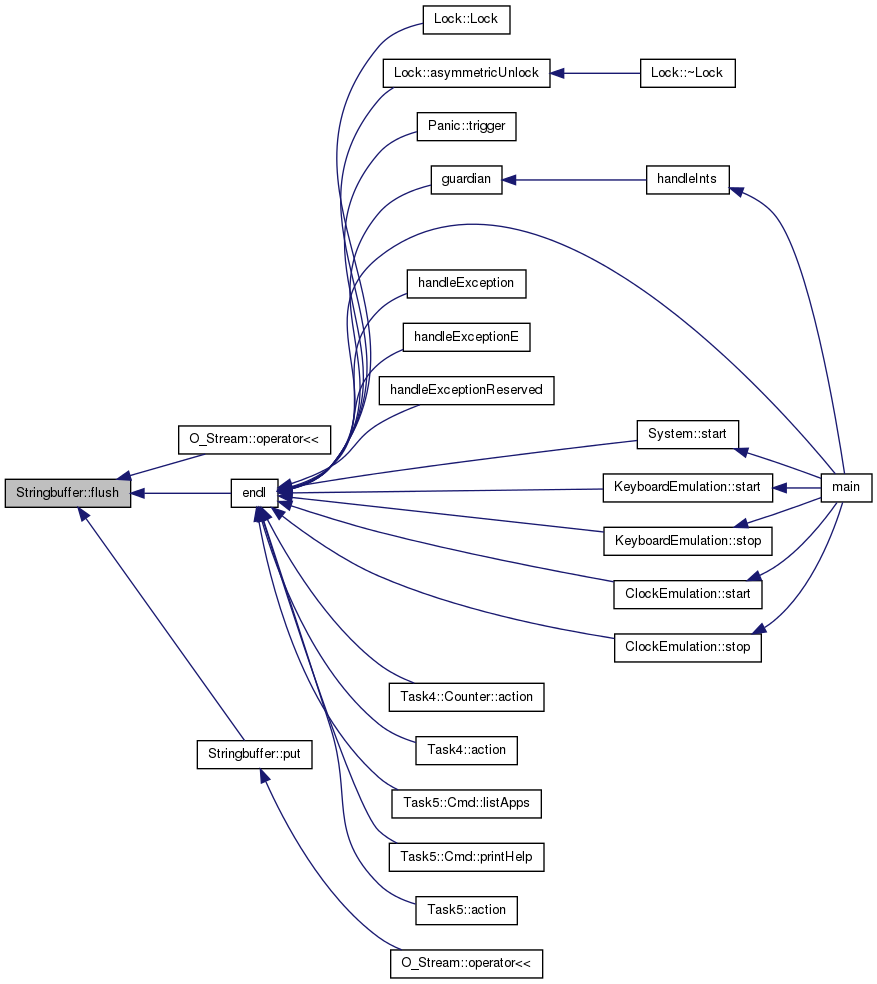 Lock::Lock
Lock::asymmetricUnlock
Lock::~Lock
Panic::trigger
guardian
handleInts
handleException
handleExceptionE
handleExceptionReserved
System::start
O_Stream::operator<<
Stringbuffer::flush
endl
KeyboardEmulation::start
main
KeyboardEmulation::stop
ClockEmulation::start
ClockEmulation::stop
Task4::Counter::action
Task4::action
Stringbuffer::put
Task5::Cmd::listApps
Task5::Cmd::printHelp
Task5::action
O_Stream::operator<<